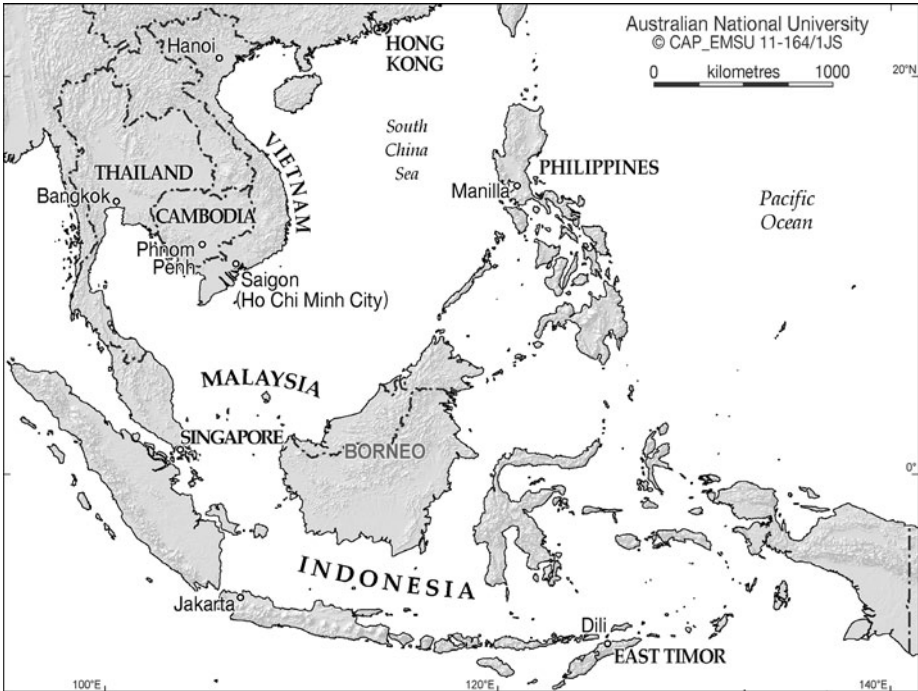 Australian National University
© CAP_EMSU 11-164/1JS
0 kilometres 1000
20°N
Hanoi
HONG
KONG
South
China
Sea
VIETNAM
THAILAND
PHILIPPINES
Manilla
Bangkok
CAMBODIA
Pacific
Ocean
Phnom
Penh
Saigon
(Ho Chi Minh City)
MALAYSIA
SINGAPORE
BORNEO
0°
INDONESIA
Jakarta
Dili
EAST TIMOR
100°E
120°E
140°E